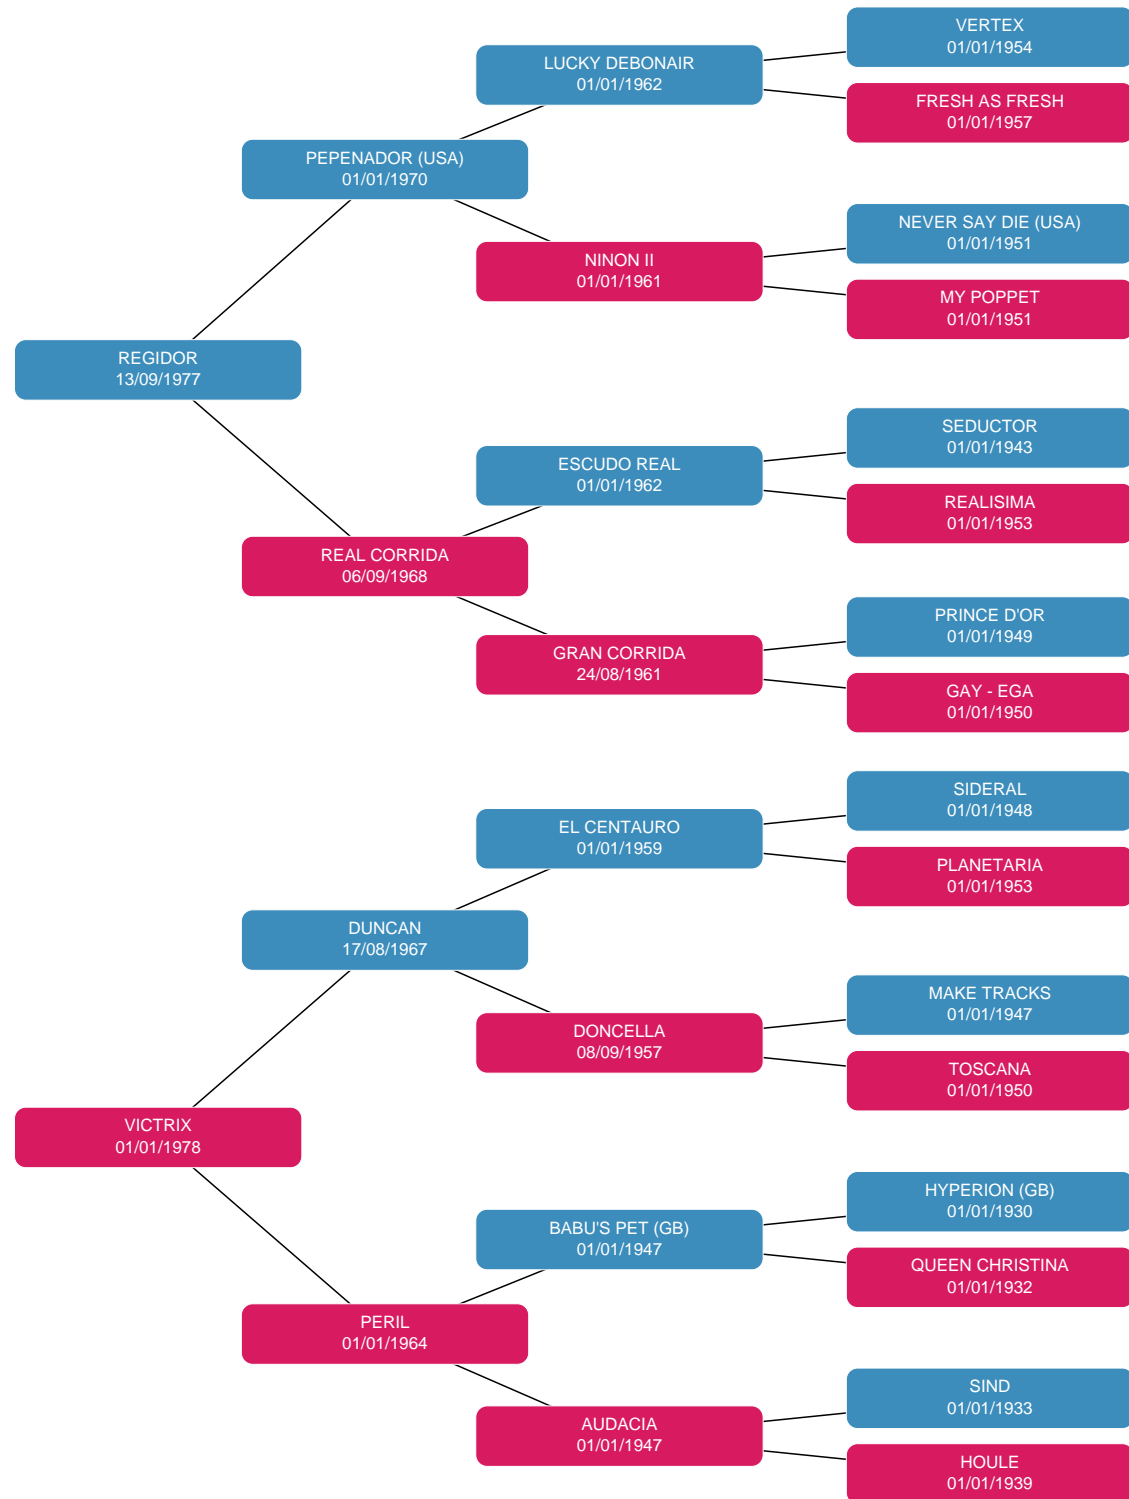 VERTEX
01/01/1954
LUCKY DEBONAIR
01/01/1962
FRESH AS FRESH
01/01/1957
PEPENADOR (USA)
01/01/1970
NEVER SAY DIE (USA)
01/01/1951
NINON II
01/01/1961
MY POPPET
01/01/1951
REGIDOR
13/09/1977
SEDUCTOR
01/01/1943
ESCUDO REAL
01/01/1962
REALISIMA
01/01/1953
REAL CORRIDA
06/09/1968
PRINCE D'OR
01/01/1949
GRAN CORRIDA
24/08/1961
GAY - EGA
01/01/1950
SIDERAL
01/01/1948
EL CENTAURO
01/01/1959
PLANETARIA
01/01/1953
DUNCAN
17/08/1967
MAKE TRACKS
01/01/1947
DONCELLA
08/09/1957
TOSCANA
01/01/1950
VICTRIX
01/01/1978
HYPERION (GB)
01/01/1930
BABU'S PET (GB)
01/01/1947
QUEEN CHRISTINA
01/01/1932
PERIL
01/01/1964
SIND
01/01/1933
AUDACIA
01/01/1947
HOULE
01/01/1939